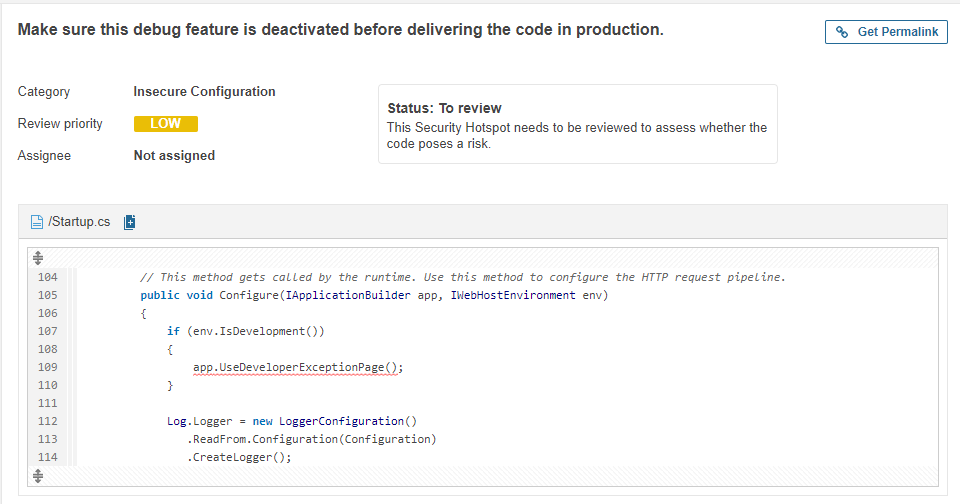 Make sure this debug feature is deactivated before delivering the code in production.
Get Permalink
Category Insecure Configuration
Review priority LOW
Assignee Not assigned
Status: To review
This Security Hotspot needs to be reviewed to assess whether the
code poses a risk.
/Startup.cs
104 // This method gets called by the runtime. Use this method to configure the HTTP request pipeline.
105 public void Configure(IApplicationBuilder app, IWebHostEnvironment env)
106 {
107 if (env.IsDevelopment())
108 {
109 app.UseDeveloperExceptionPage();
110 }
111
112 Log.Logger = new LoggerConfiguration()
113 .ReadFrom.Configuration(Configuration)
114 .CreateLogger();